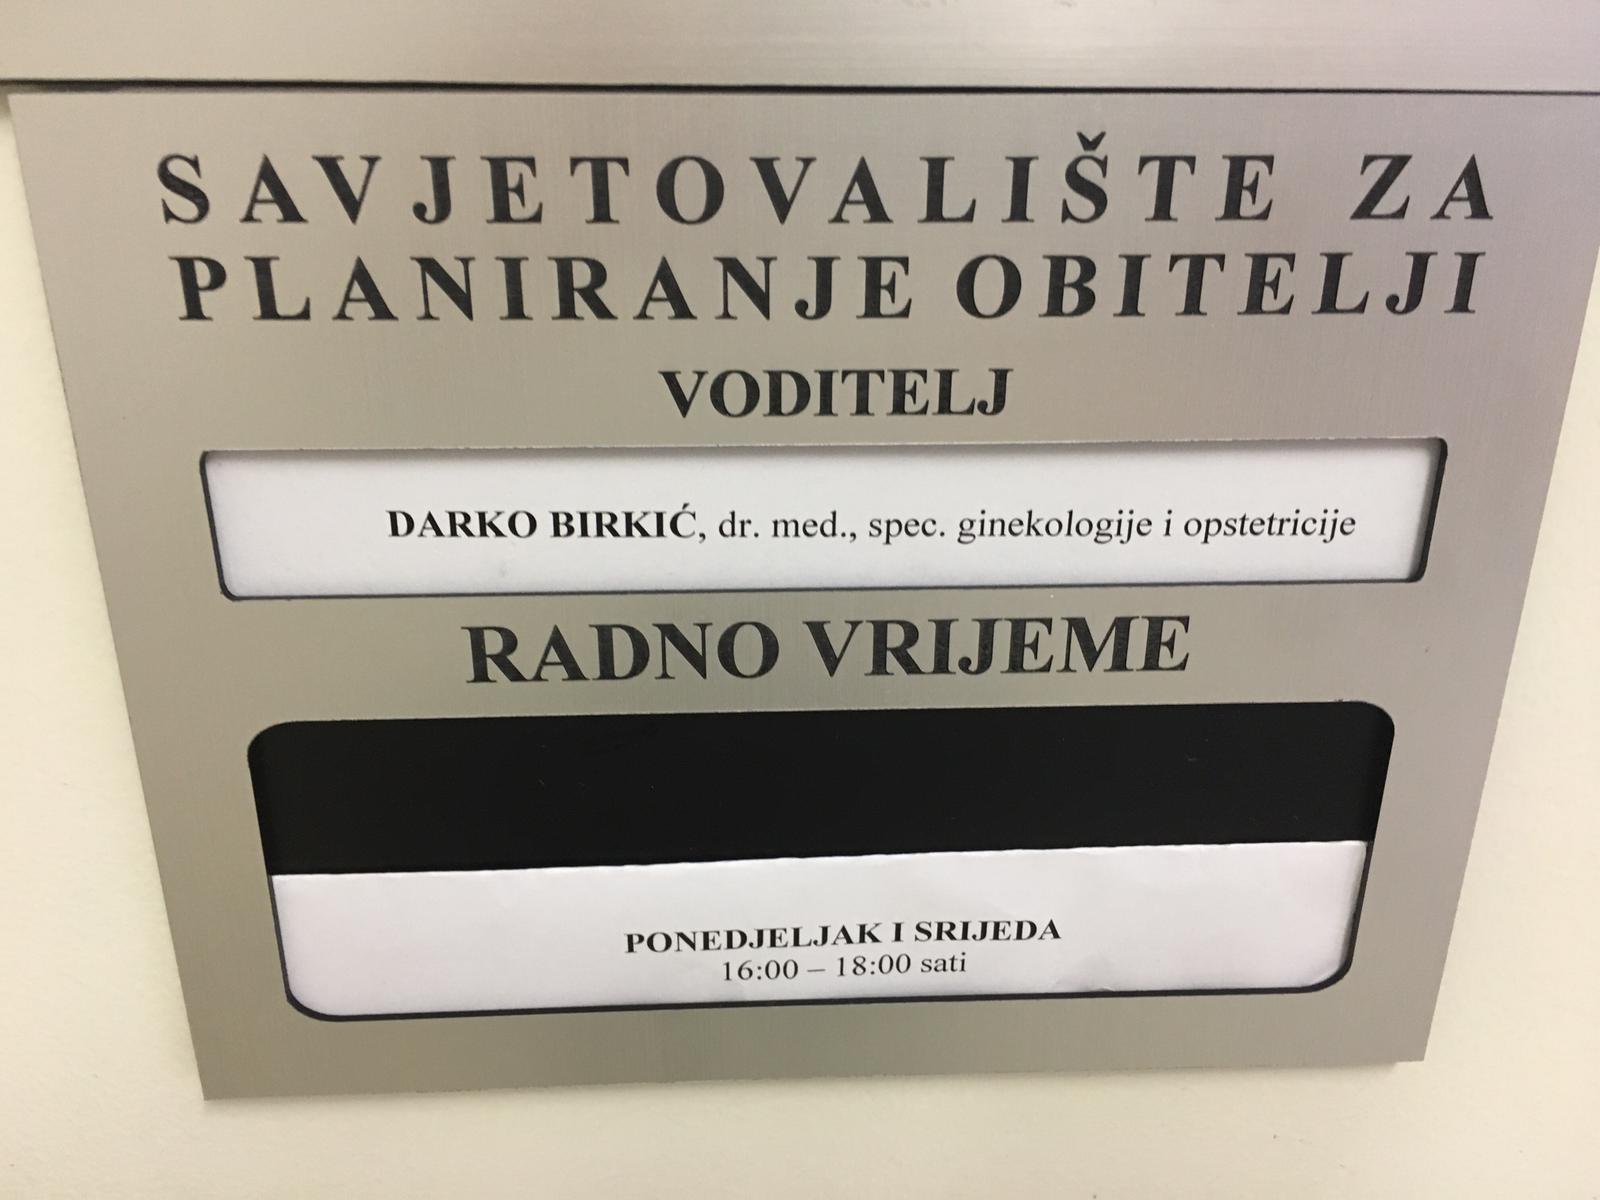 SAVJETOVALIŠTE ZA
PLANIRANJE OBITELJI
VODITELJ
DARKO BIRKIĆ, dr. med., spec. ginekologije i opstetricije
RADNO VRIJEME
PONEDJELJAK I SRIJEDA
16:00 – 18:00 sati